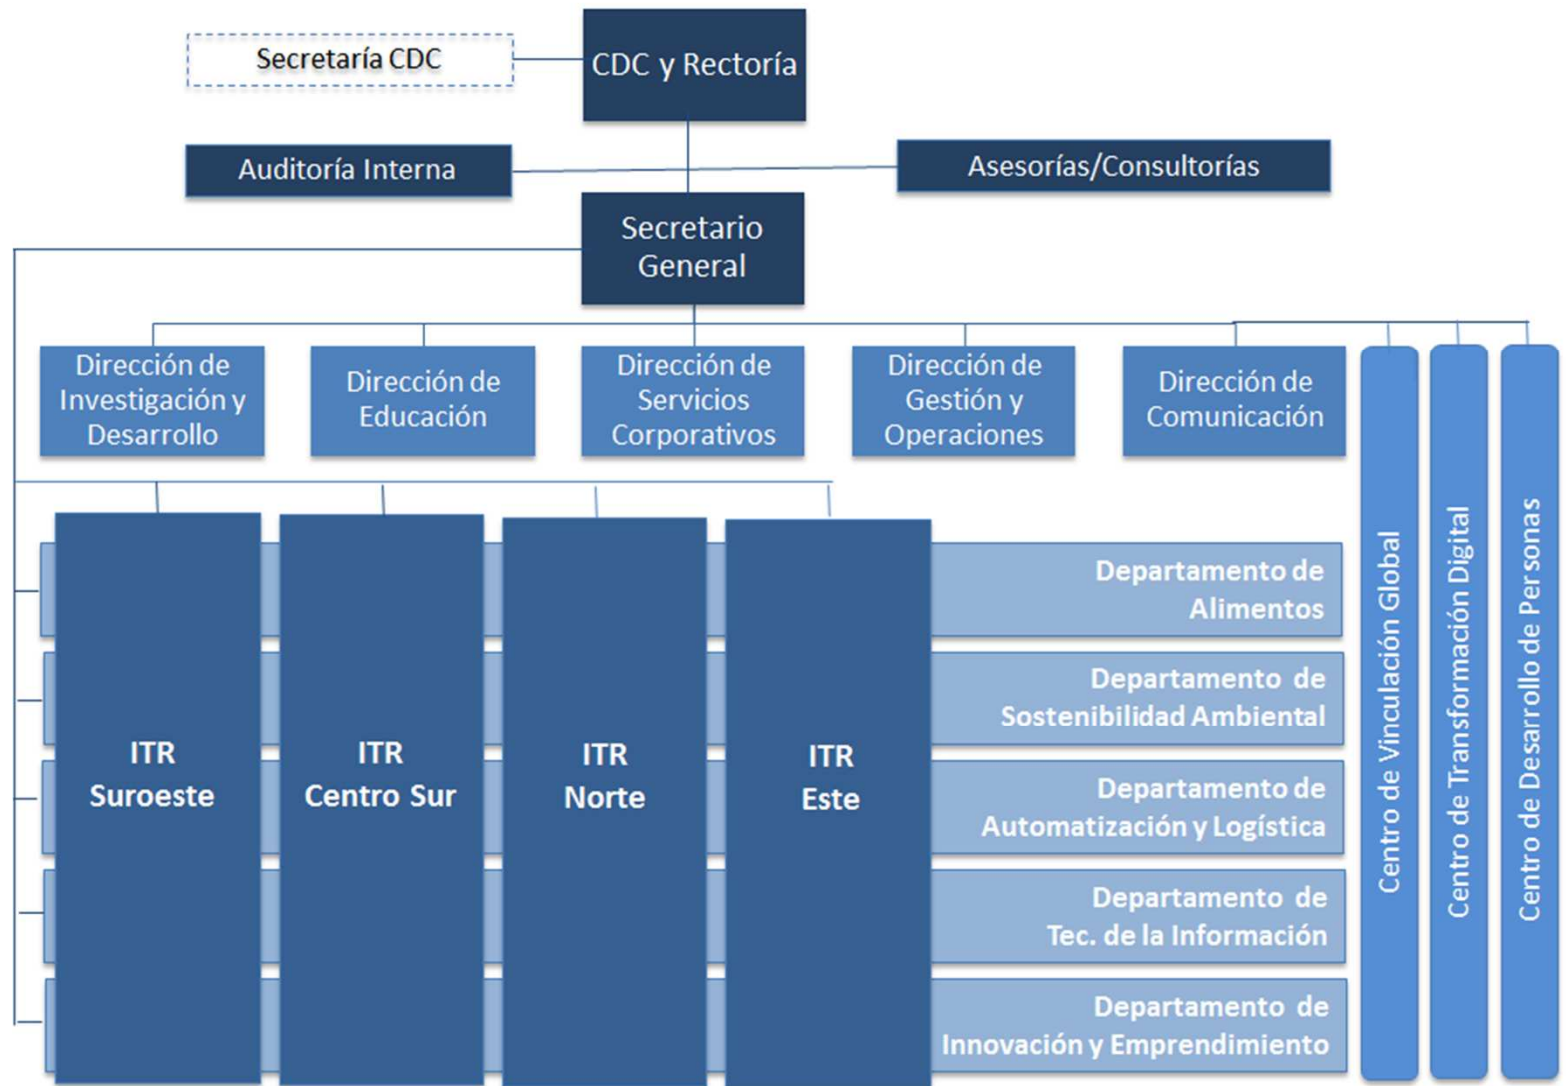 Secretaría CDC
CDC y Rectoría
Auditoría Interna
Asesorías/Consultorías
Secretario
General
Dirección de
Investigación y
Desarrollo
Dirección de
Educación
Dirección de
Servicios
Corporativos
Dirección de
Gestión y
Operaciones
Dirección de
Comunicación
Centro de Vinculación Global
Centro de Transformación Digital
Centro de Desarrollo de Personas
ITR
Suroeste
ITR
Centro Sur
ITR
Norte
ITR
Este
Departamento de
Alimentos
Departamento de
Sostenibilidad Ambiental
Departamento de
Automatización y Logística
Departamento de
Tec. de la Información
Departamento de
Innovación y Emprendimiento